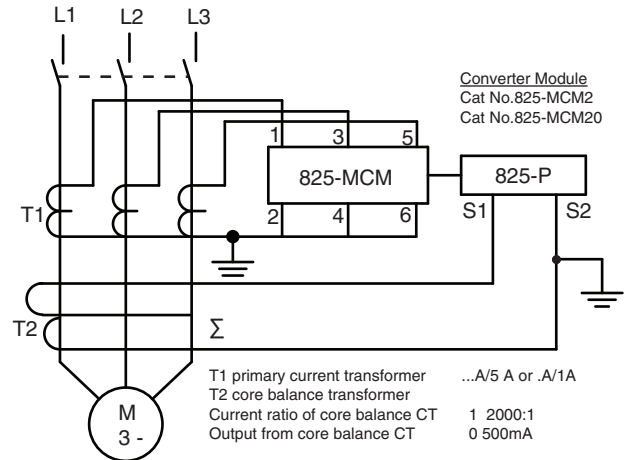 L1 L2 L3
Converter Module
Cat No.825-MCM2
Cat No.825-MCM20
1 3 5
825-MCM
825-P
2 4 6
S1 S2
T1
T2
Σ
T1 primary current transformer ...A/5 A or .A/1A
T2 core balance transformer
Current ratio of core balance CT 1 2000:1
Output from core balance CT 0 500mA
M
3 -